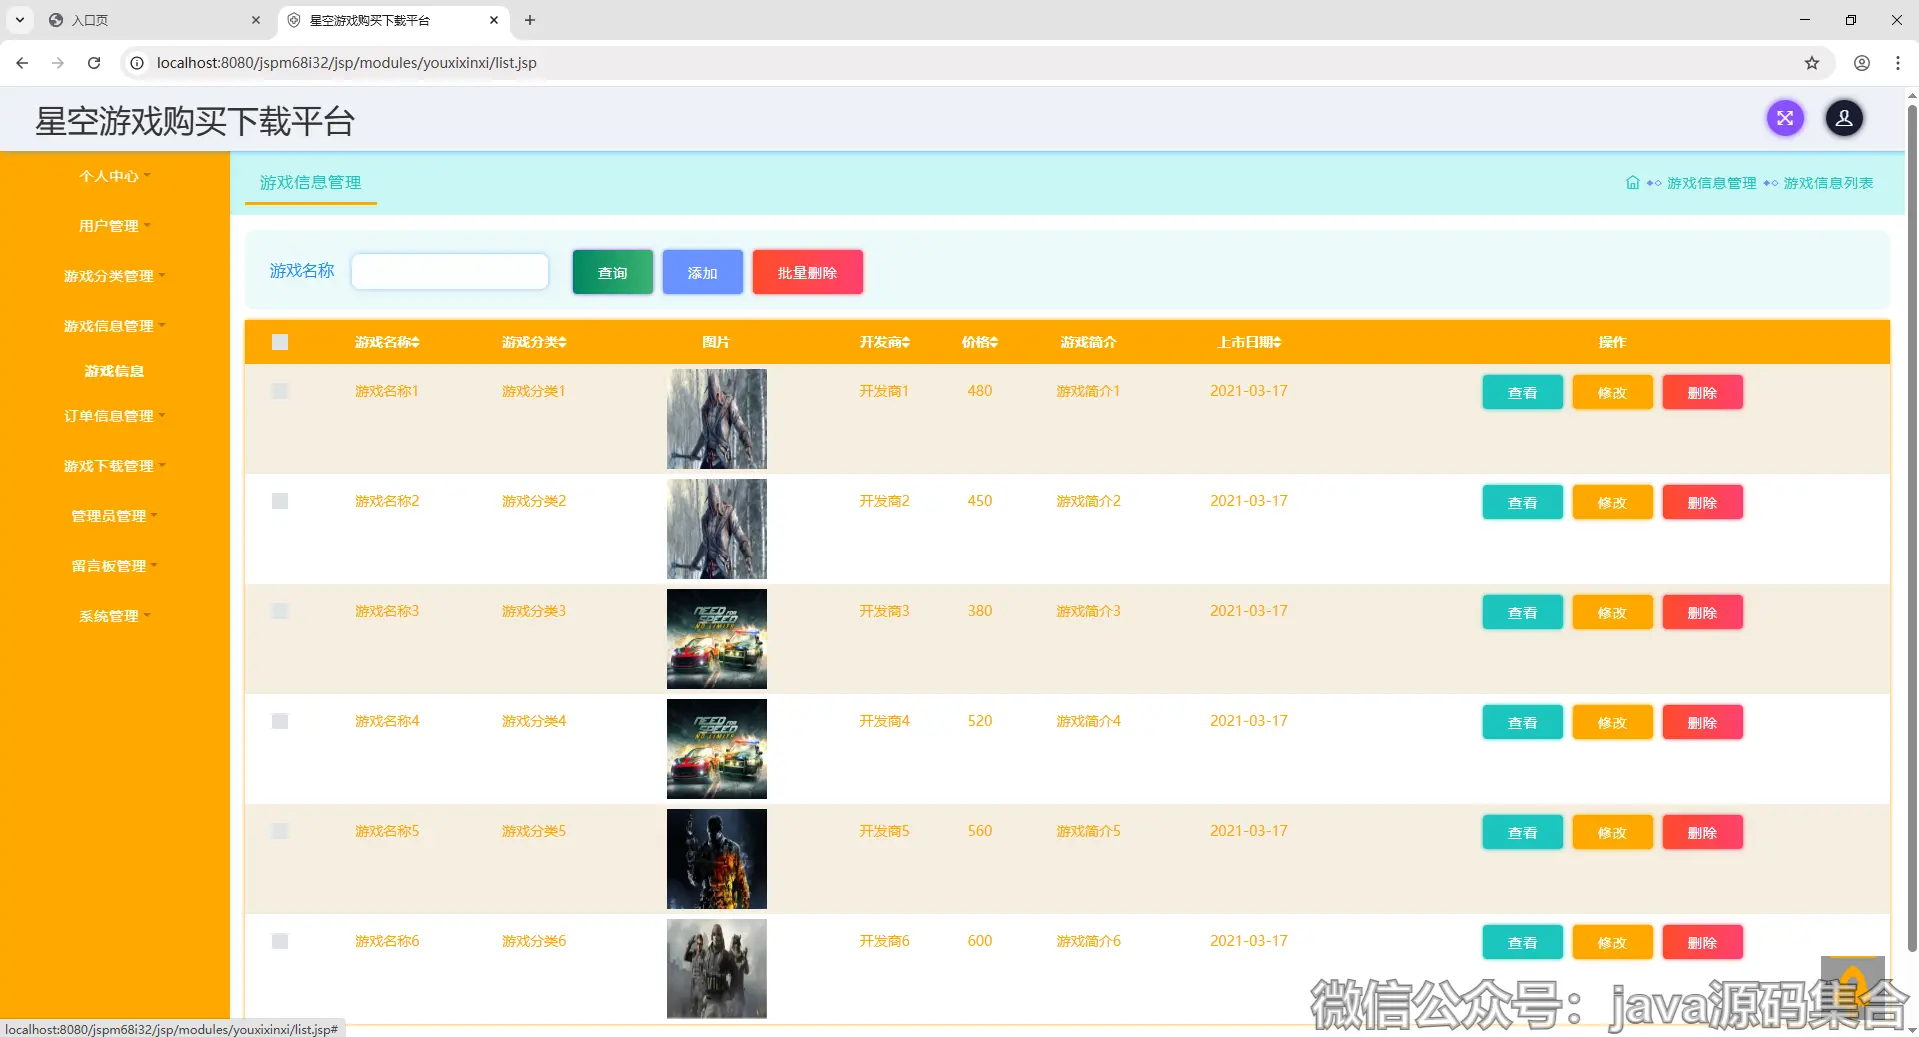 入口页
星空游戏购买下载平台
localhost:8080/jspm68i32/jsp/modules/youxixinxi/list.jsp
星空游戏购买下载平台
个人中心
用户管理
游戏分类管理
游戏信息管理
游戏信息
订单信息管理
游戏下载管理
管理员管理
留言板管理
系统管理
游戏信息管理
游戏信息管理 游戏信息列表
游戏名称 查询 添加 批量删除
游戏名称 游戏分类 图片 开发商 价格 游戏简介 上市日期 操作
游戏名称1 游戏分类1 开发商1 480 游戏简介1 2021-03-17 查看 修改 删除
游戏名称2 游戏分类2 开发商2 450 游戏简介2 2021-03-17 查看 修改 删除
游戏名称3 游戏分类3 NEED FOR SPEED NO LIMITS 开发商3 380 游戏简介3 2021-03-17 查看 修改 删除
游戏名称4 游戏分类4 NEED FOR SPEED NO LIMITS 开发商4 520 游戏简介4 2021-03-17 查看 修改 删除
游戏名称5 游戏分类5 开发商5 560 游戏简介5 2021-03-17 查看 修改 删除
游戏名称6 游戏分类6 开发商6 600 游戏简介6 2021-03-17 查看 修改 删除
微信公众号：java源码集合
localhost:8080/jspm68i32/jsp/modules/youxixinxi/list.jsp#